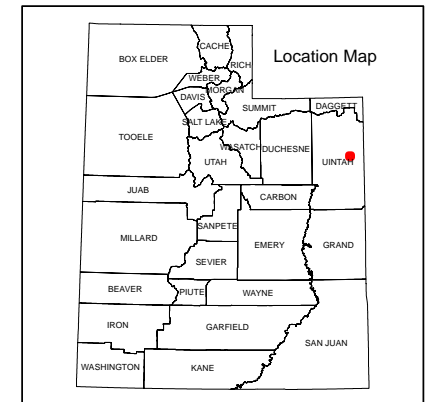 Location Map
BOX ELDER
CACHE
RICH
WEBER
MORGAN
DAVIS
SUMMIT
DAGGETT
SALT LAKE
TOOELE
WASATCH
DUCHESNE
UTAH
UINTAH
JUAB
CARBON
SANPETE
MILLARD
EMERY
GRAND
SEVIER
BEAVER
PIUTE
WAYNE
IRON
GARFIELD
SAN JUAN
WASHINGTON
KANE